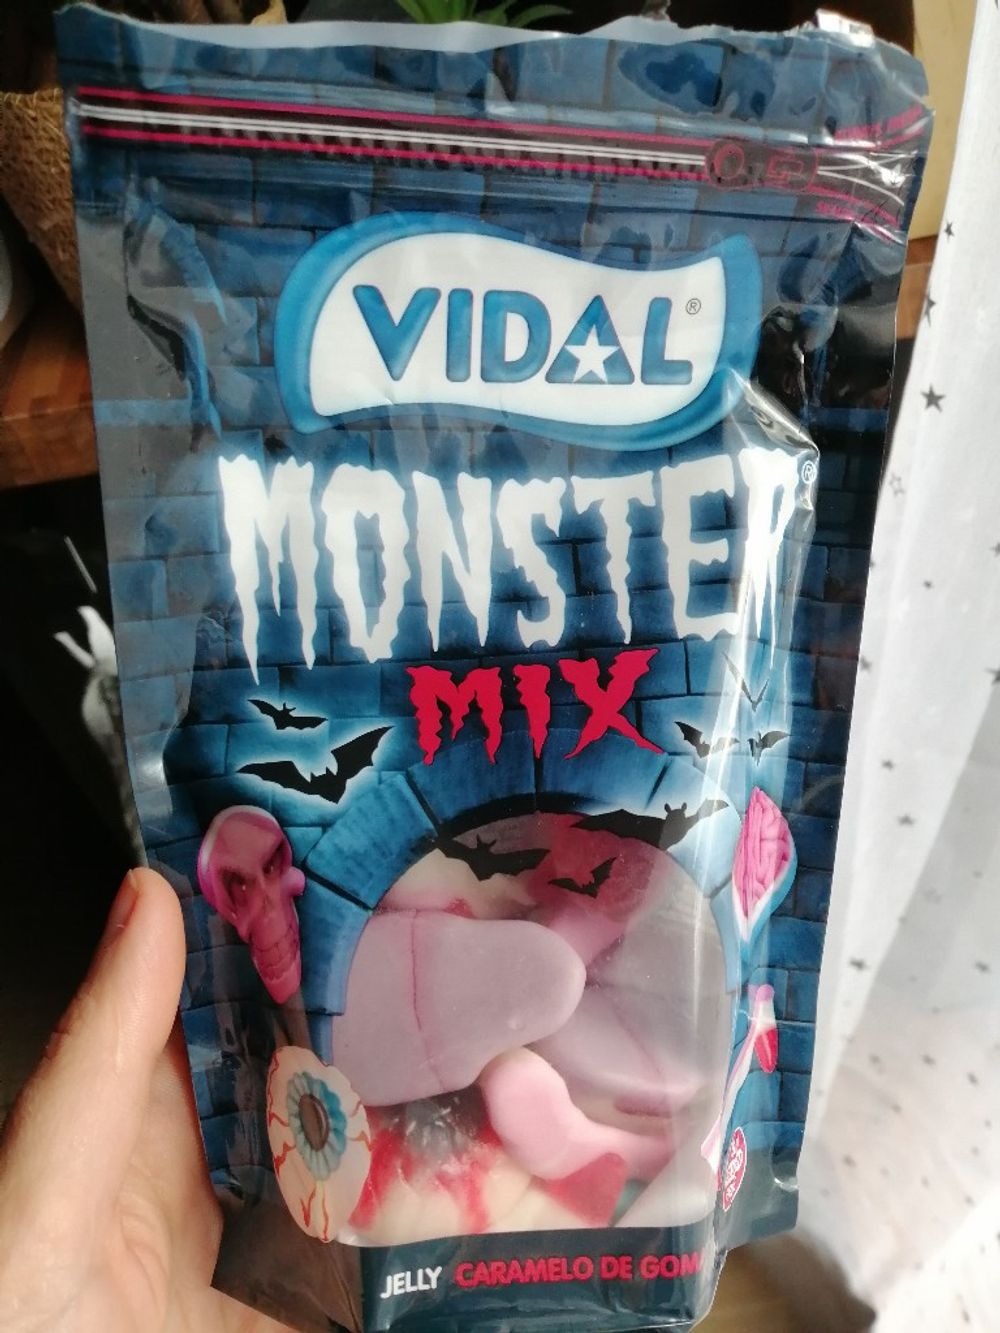 VIDAL®
MONSTER®
MIX
JELLY CARAMELO DE GOM